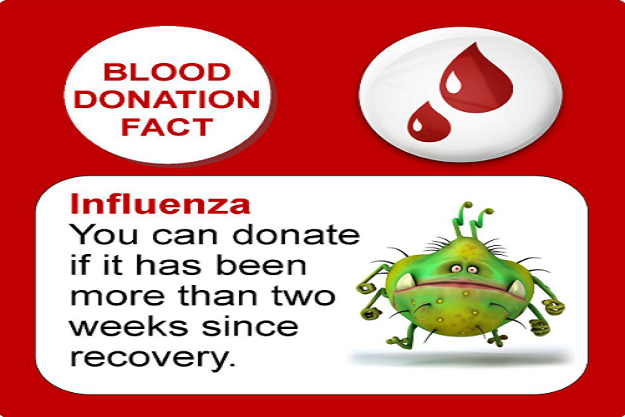 BLOOD
DONATION
FACT
Influenza
You can donate
if it has been
more than two
weeks since
recovery.